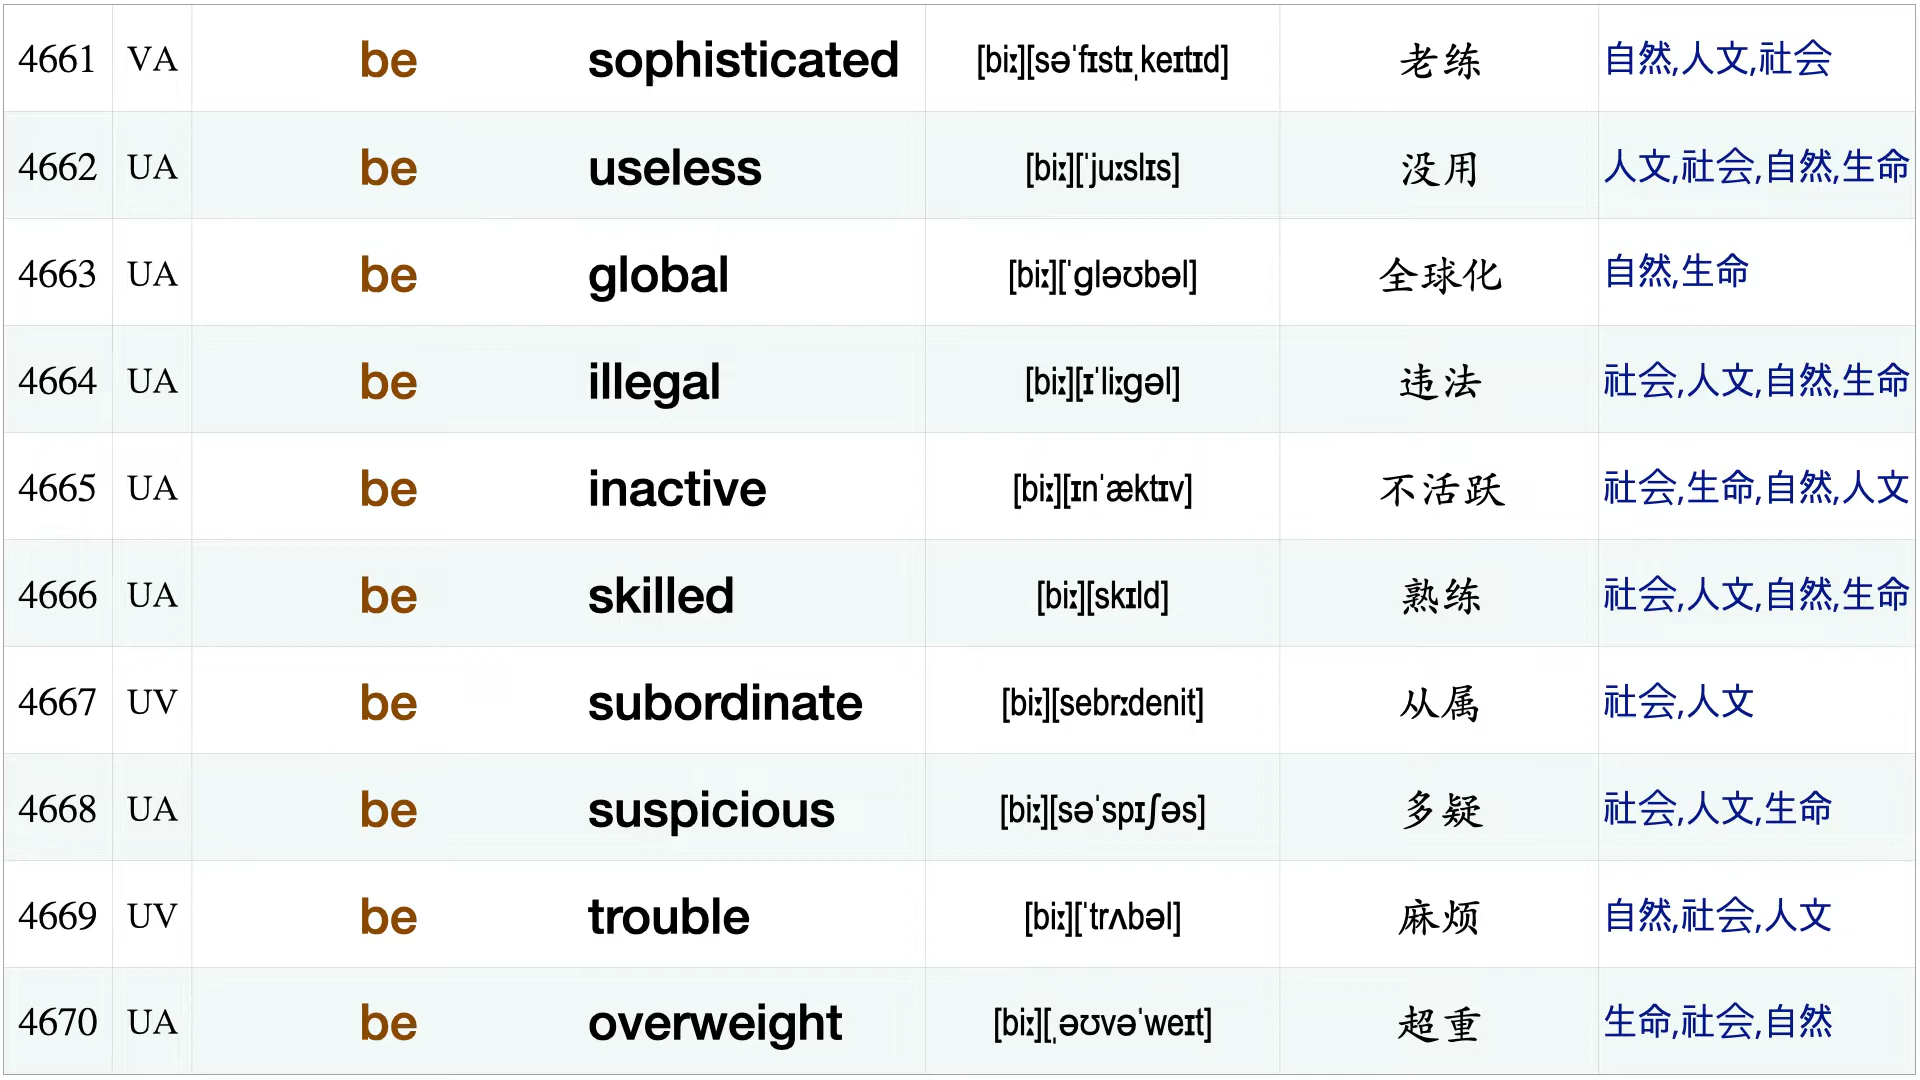 4661 VA be sophisticated [biː][səˈfɪstɪˌkeɪtɪd] 老练 自然,人文,社会
4662 UA be useless [biː][ˈjuːslɪs] 没用 人文,社会,自然,生命
4663 UA be global [biː][ˈɡləʊbəl] 全球化 自然,生命
4664 UA be illegal [biː][ɪˈliːɡəl] 违法 社会,人文,自然,生命
4665 UA be inactive [biː][ɪnˈæktɪv] 不活跃 社会,生命,自然,人文
4666 UA be skilled [biː][skɪld] 熟练 社会,人文,自然,生命
4667 UV be subordinate [biː][sebrːdenit] 从属 社会,人文
4668 UA be suspicious [biː][səˈspɪʃəs] 多疑 社会,人文,生命
4669 UV be trouble [biː][ˈtrʌbəl] 麻烦 自然,社会,人文
4670 UA be overweight [biː][ˌəʊvəˈweɪt] 超重 生命,社会,自然